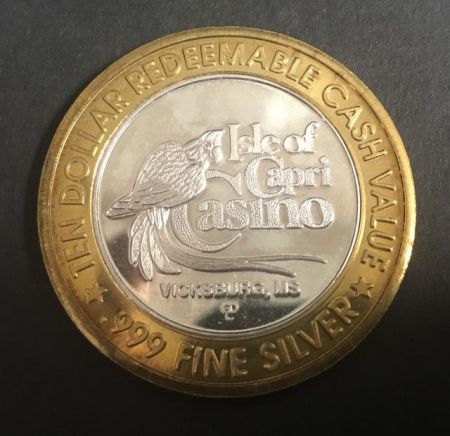 TEN DOLLAR REDEEMABLE CASH VALUE
Isle of
Capri
Casino
VICKSBURG, MS
.999 FINE SILVER